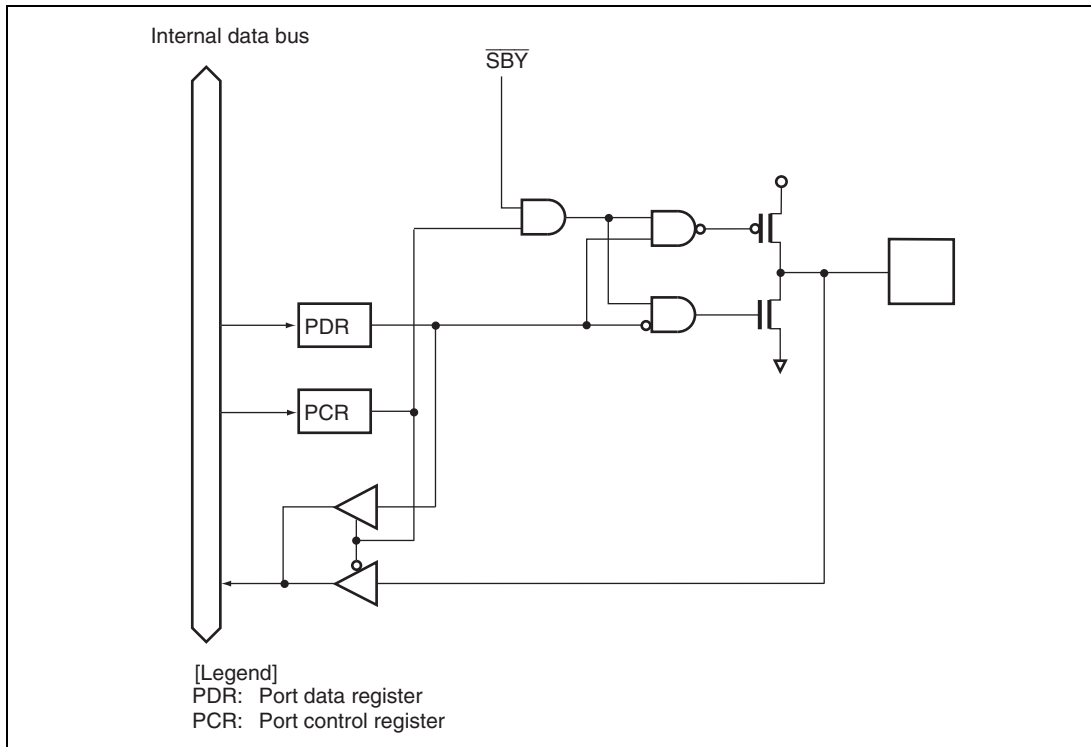 Internal data bus
SBY
PDR
PCR
[Legend]
PDR: Port data register
PCR: Port control register